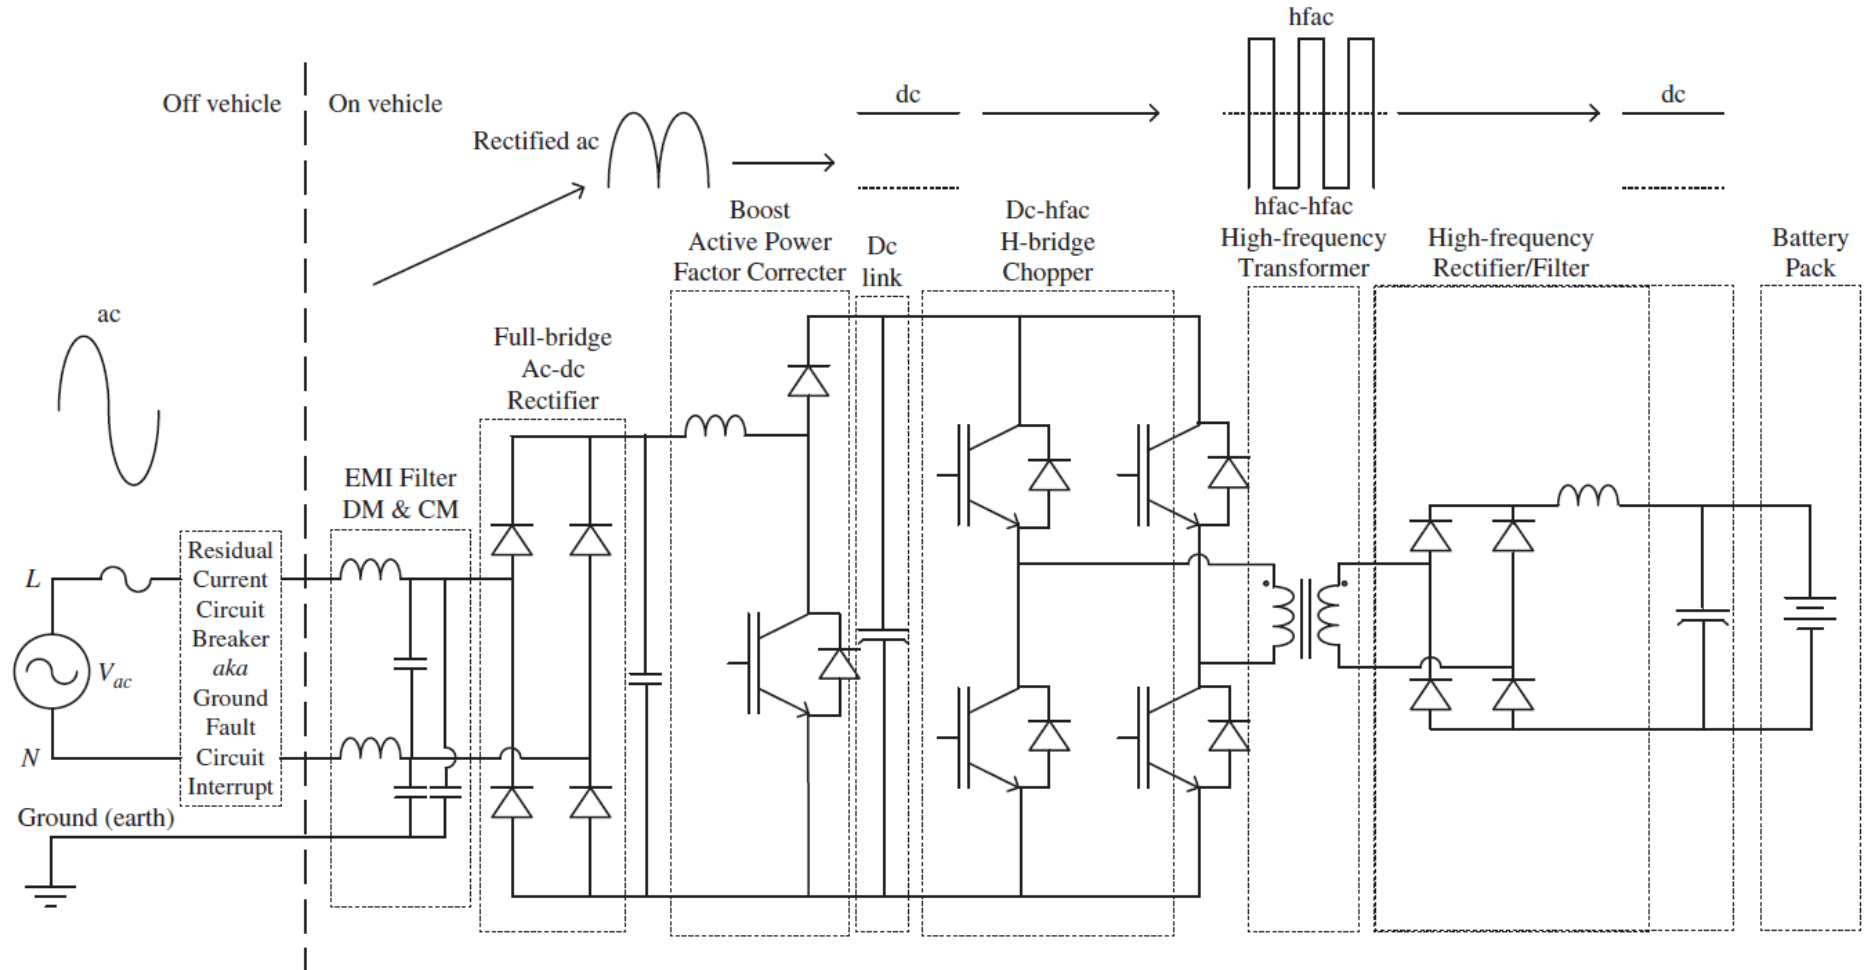 hfac
Off vehicle
On vehicle
dc
dc
Rectified ac
Boost
Active Power
Factor Correcter
Dc
link
Dc-hfac
H-bridge
Chopper
hfac-hfac
High-frequency
Transformer
High-frequency
Rectifier/Filter
Battery
Pack
ac
Full-bridge
Ac-dc
Rectifier
EMI Filter
DM & CM
Residual
Current
Circuit
Breaker
aka
Ground
Fault
Circuit
Interrupt
L
Vac
N
Ground (earth)